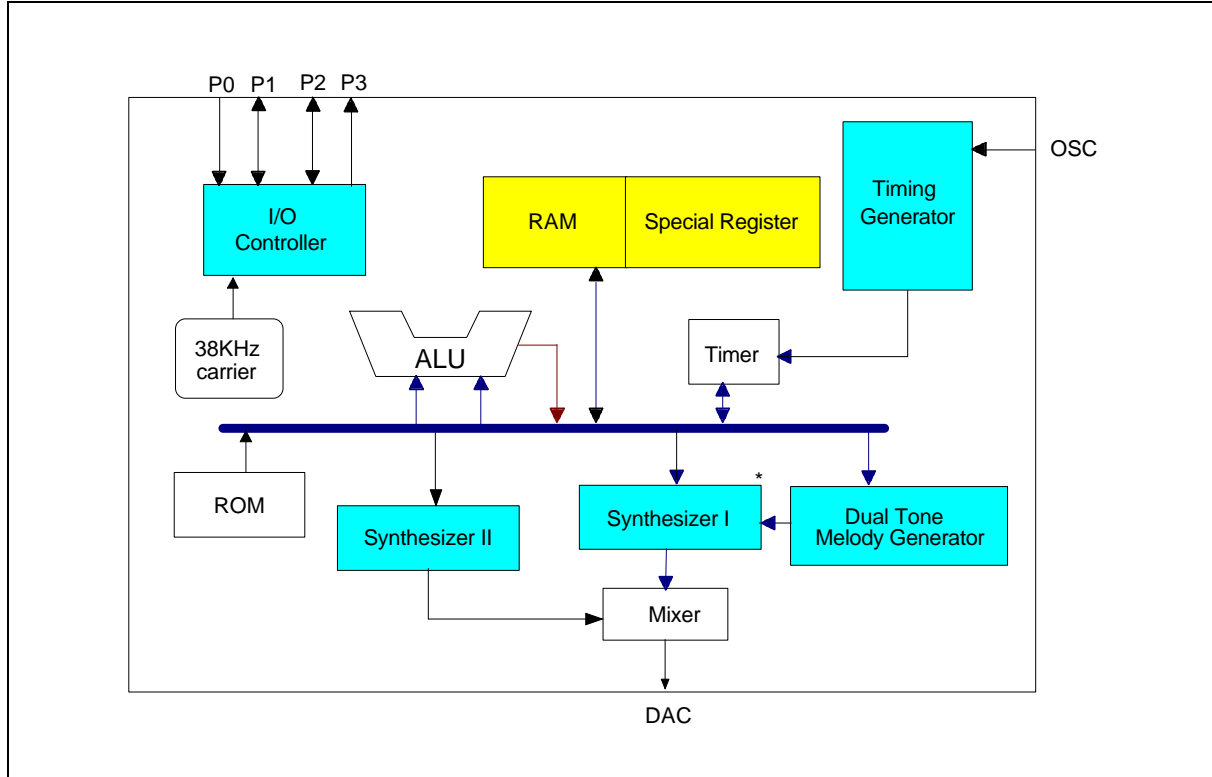 P0 P1 P2 P3
OSC
I/O
Controller
RAM
Special Register
Timing
Generator
38KHz
carrier
ALU
Timer
ROM
Synthesizer II
Synthesizer I
*
Dual Tone
Melody Generator
Mixer
DAC